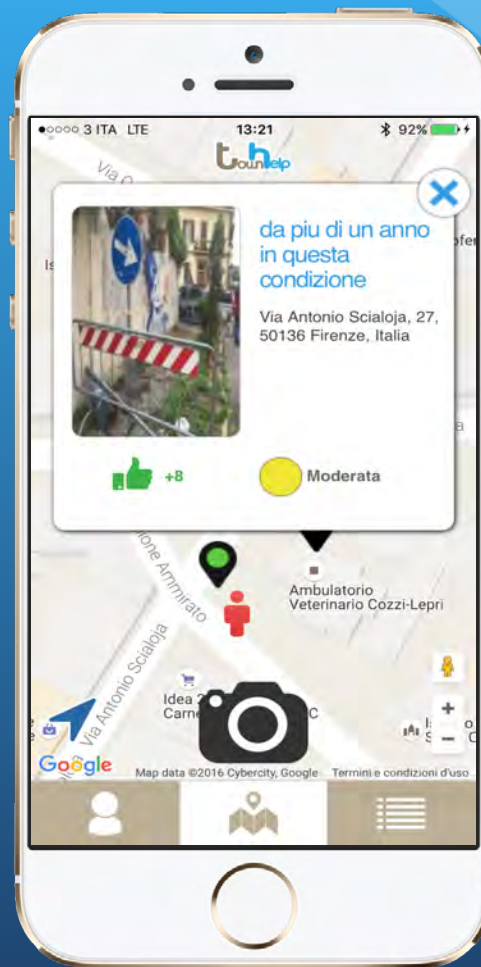 3 ITA LTE 13:21 92%
TownHelp
da piu di un anno
in questa
condizione
Via Antonio Scialoja, 27,
50136 Firenze, Italia
+8
Moderata
ione Ammirato
Ambulatorio
Veterinario Cozzi-Lepri
Via Antonio Scialoja
Idea
Carne
Google
Map data ©2016 Cybercity, Google Termini e condizioni d'uso